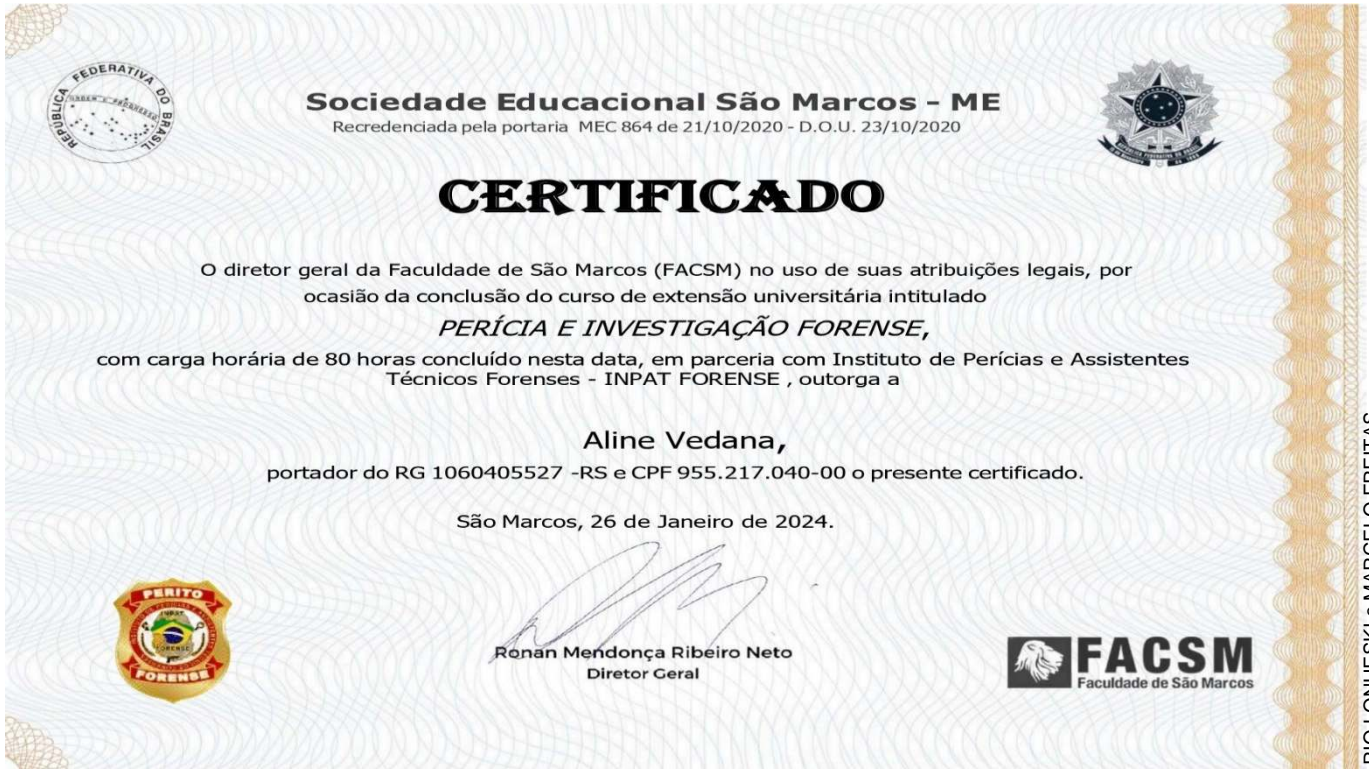 REPÚBLICA FEDERATIVA DO BRASIL
ORDEM E PROGRESSO
Sociedade Educacional São Marcos - ME
Recredenciada pela portaria MEC 864 de 21/10/2020 - D.O.U. 23/10/2020
CERTIFICADO
O diretor geral da Faculdade de São Marcos (FACSM) no uso de suas atribuições legais, por
ocasião da conclusão do curso de extensão universitária intitulado
PERÍCIA E INVESTIGAÇÃO FORENSE,
com carga horária de 80 horas concluído nesta data, em parceria com Instituto de Perícias e Assistentes
Técnicos Forenses - INPAT FORENSE , outorga a
Aline Vedana,
portador do RG 1060405527 -RS e CPF 955.217.040-00 o presente certificado.
São Marcos, 26 de Janeiro de 2024.
Ronan Mendonça Ribeiro Neto
Diretor Geral
PERITO
INPAT
FORENSE
FORENSE
FACSM
Faculdade de São Marcos
MARCELO FREITAS